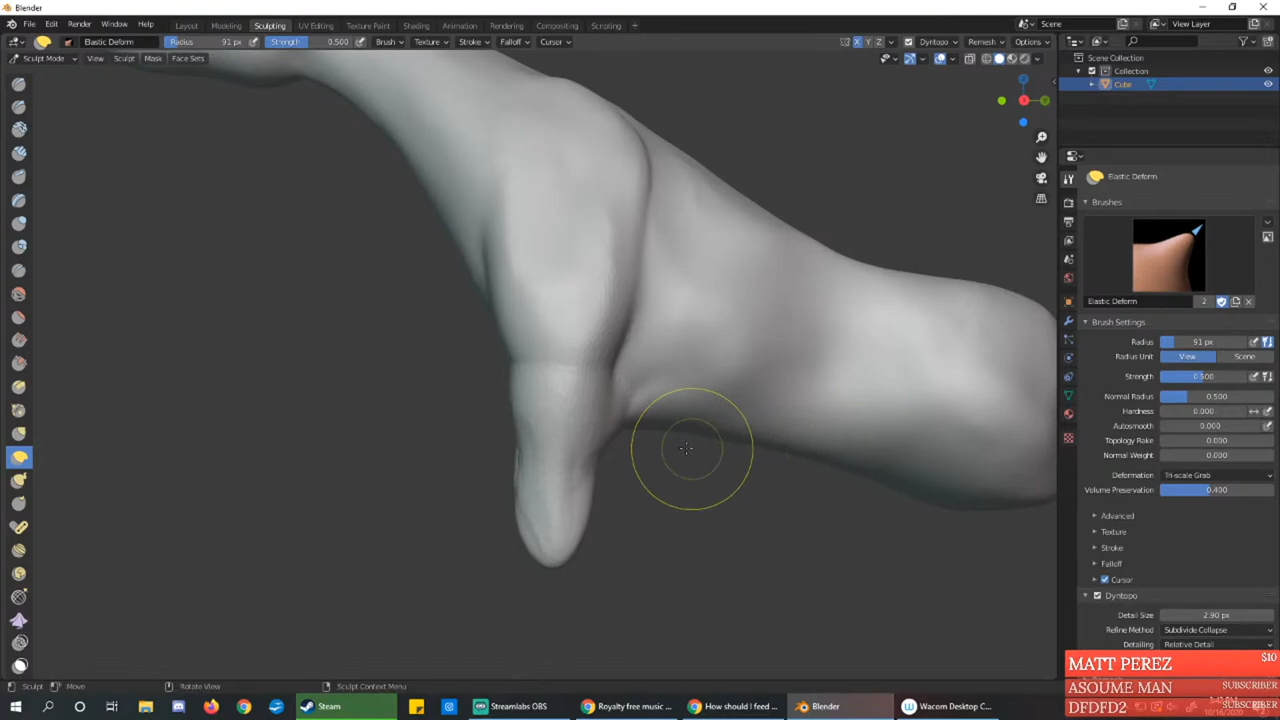 Blender
File Edit Render Window Help Layout Modeling Sculpting UV Editing Texture Paint Shading Animation Rendering Compositing Scripting + Scene View Layer
Elastic Deform Radius 91 px Strength 0.500 Brush Texture Stroke Falloff Cursor X Y Z Dyntopo Remesh Options
Sculpt Mode View Sculpt Mask Face Sets
Scene Collection
Collection
Cube
Elastic Deform
Brushes
Elastic Deform 2
Brush Settings
Radius 91 px
Radius Unit View Scene
Strength 0.500
Normal Radius 0.500
Hardness 0.000
Autosmooth 0.000
Topology Rake 0.000
Normal Weight 0.000
Deformation Tri-scale Grab
Volume Preservation 0.400
Advanced
Texture
Stroke
Falloff
Cursor
Dyntopo
Detail Size 2.90 px
Refine Method Subdivide Collapse
Detailing Relative Detail
MATT PEREZ $10
ASOUME MAN SUBSCRIBER
DFDFD2 SUBSCRIBER
Sculpt Move Rotate View Sculpt Context Menu
Steam Streamlabs OBS Royalty free music ... How should I feed ... Blender Wacom Desktop C...
10/16/2020